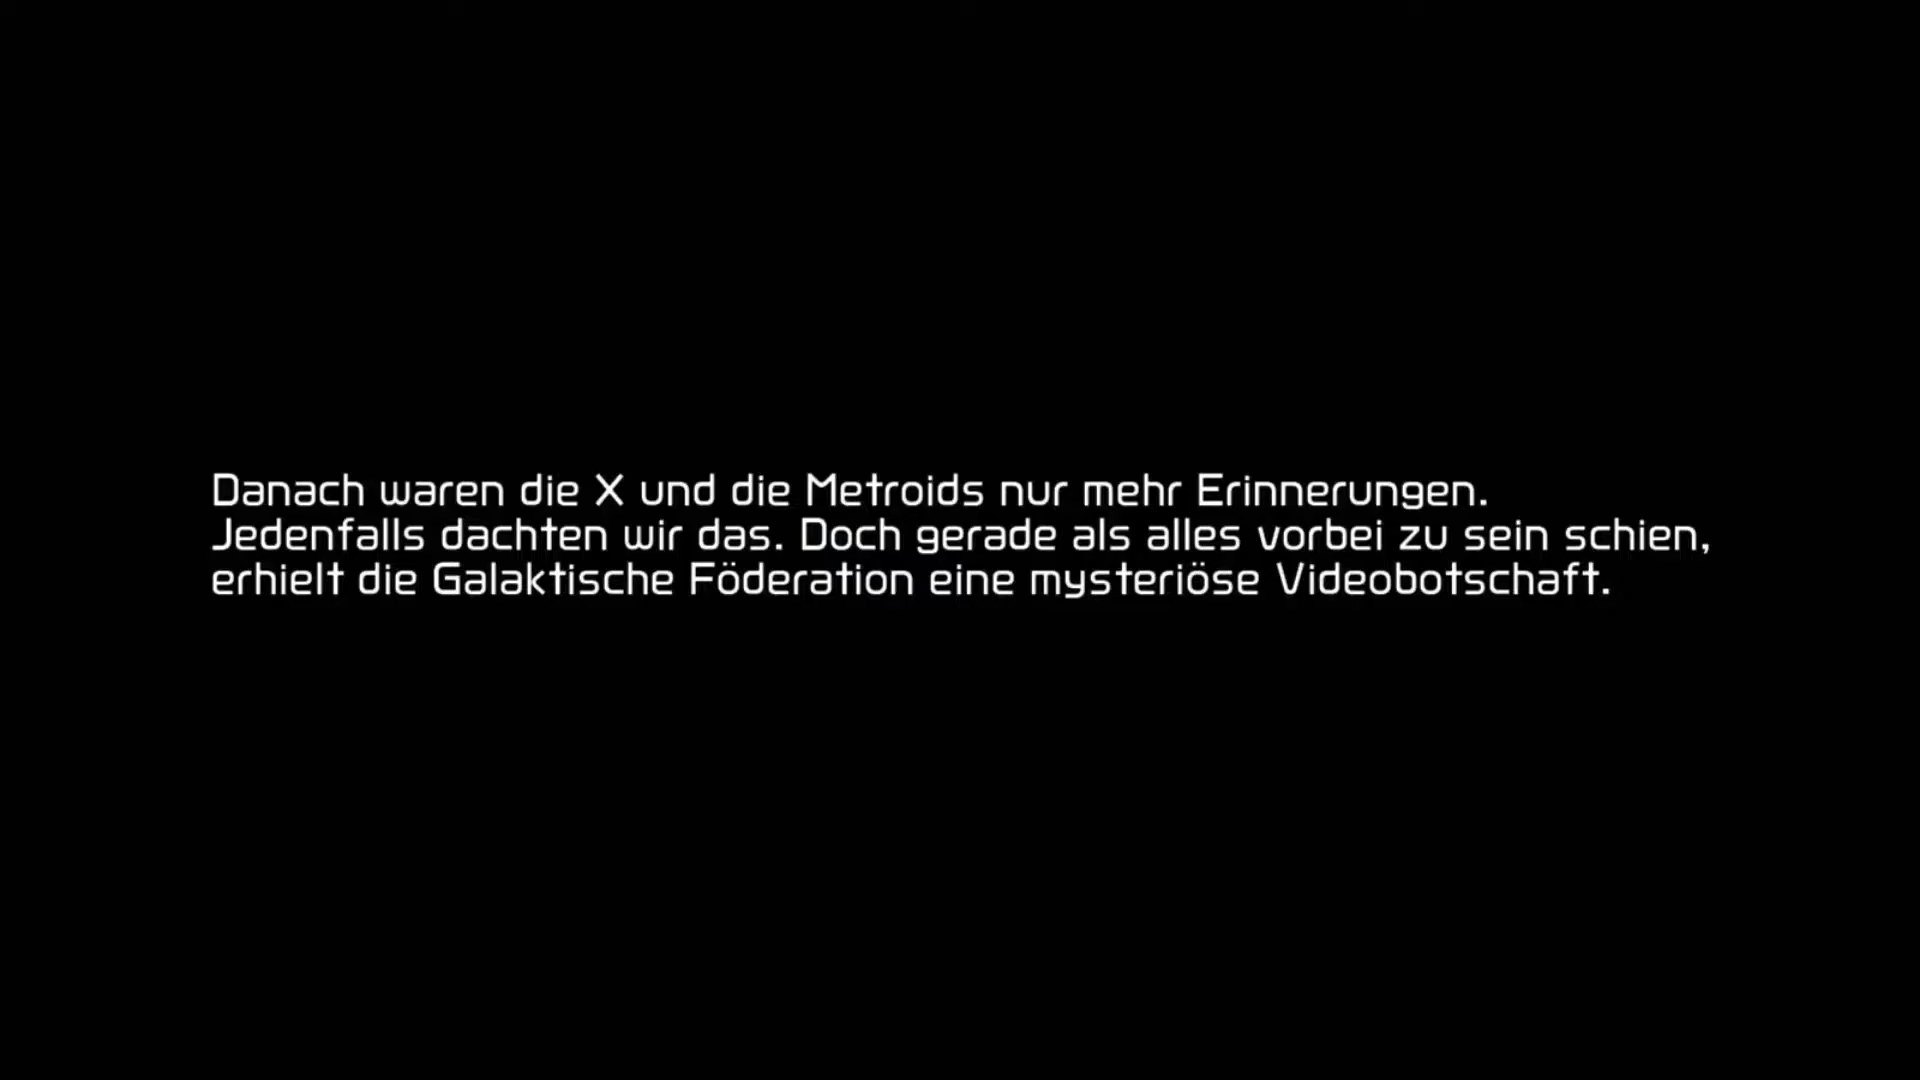 Danach waren die X und die Metroids nur mehr Erinnerungen.
Jedenfalls dachten wir das. Doch gerade als alles vorbei zu sein schien,
erhielt die Galaktische Föderation eine mysteriöse Videobotschaft.